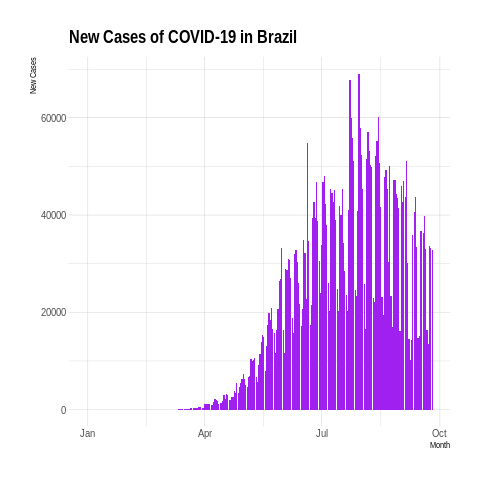 New Cases of COVID-19 in Brazil
New Cases
60000
40000
20000
0
Jan Apr Jul Oct
Month